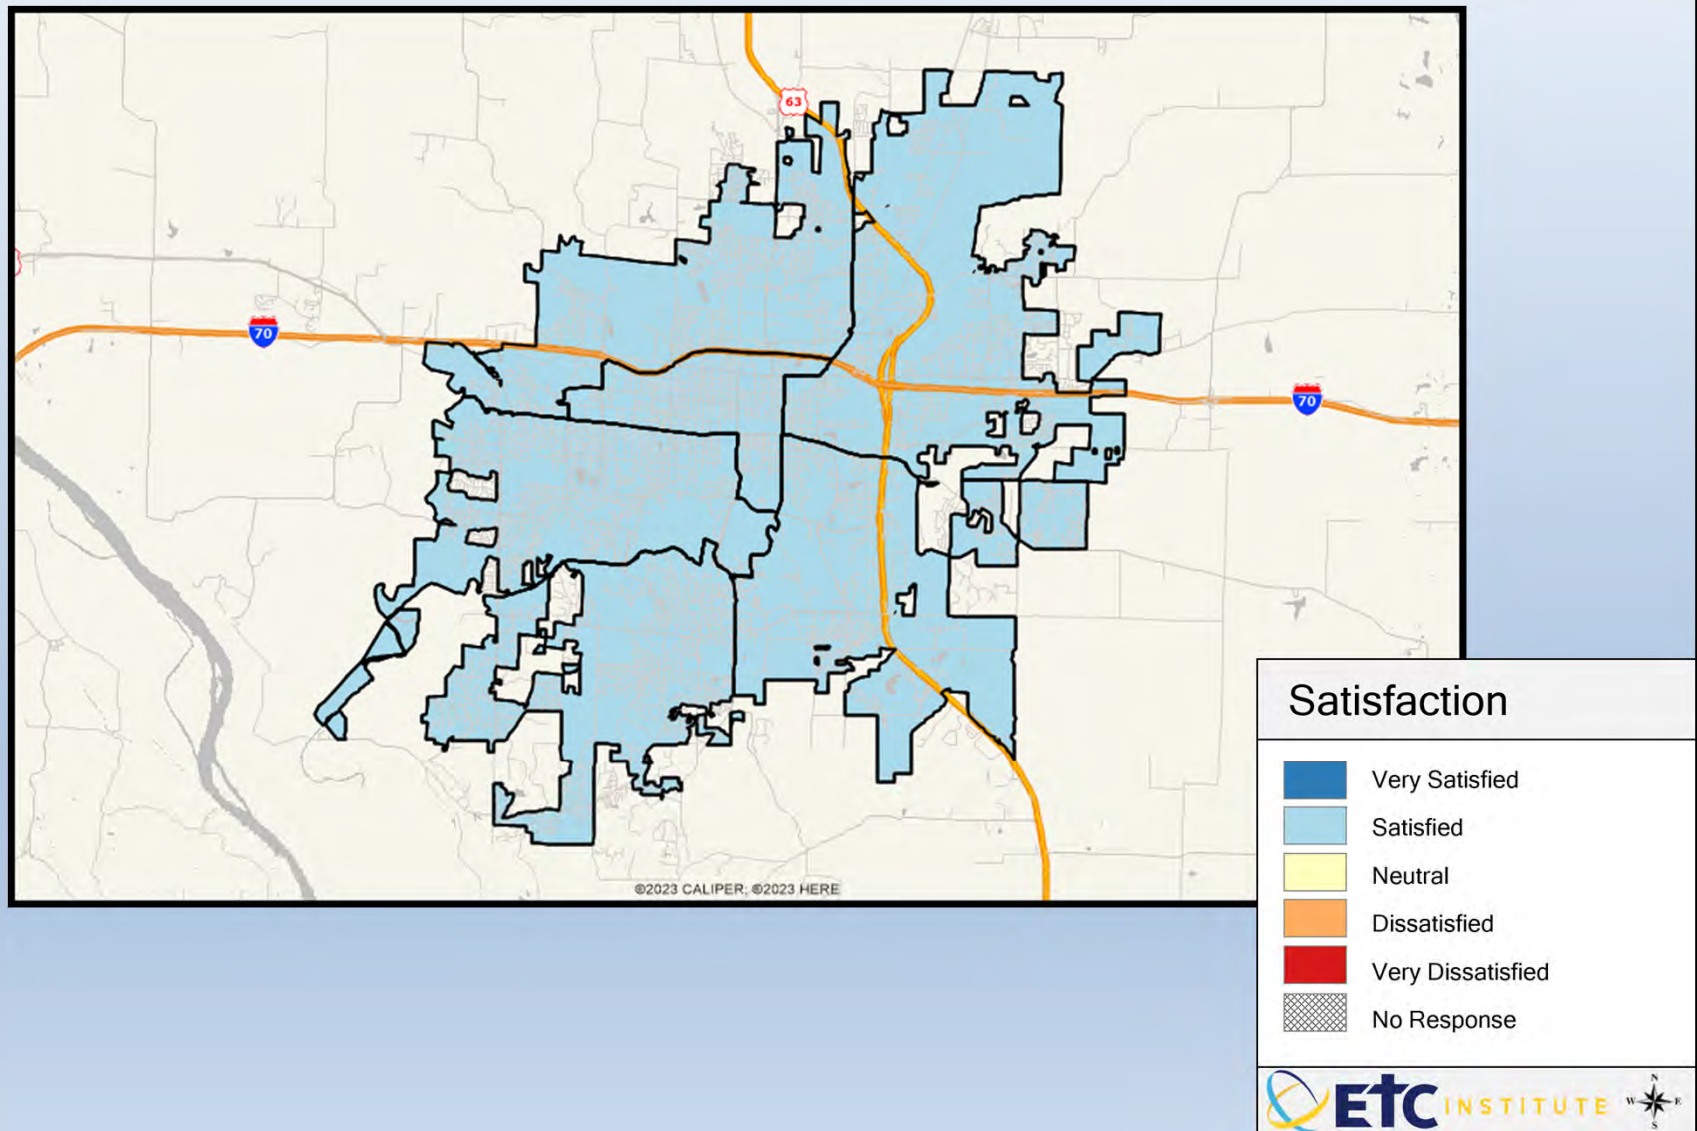 63
70
70
©2023 CALIPER; ©2023 HERE
Satisfaction
Very Satisfied
Satisfied
Neutral
Dissatisfied
Very Dissatisfied
No Response
ETC INSTITUTE
N
W E
S